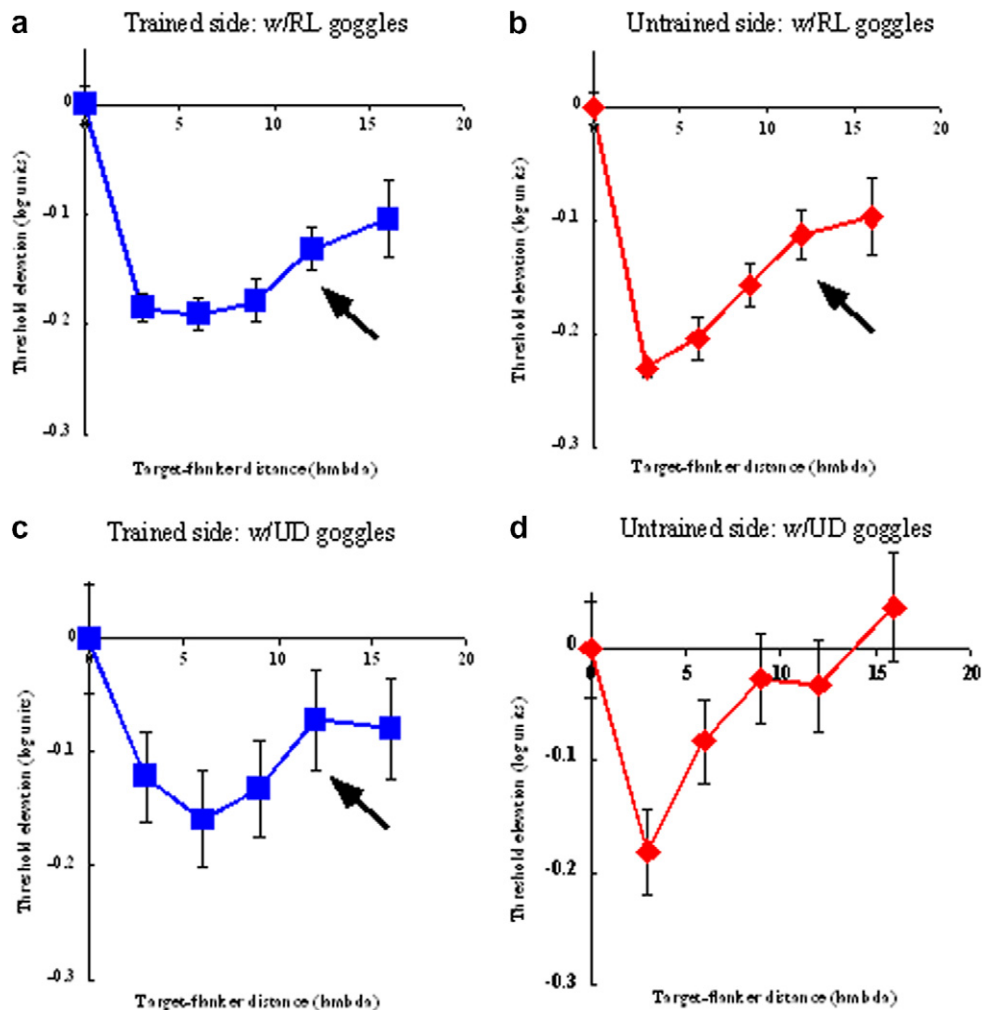 a
Trained side: w/RL goggles
0
5
10
15
20
-0.1
-0.2
-0.3
Threshold elevation (log units)
Target-flanker distance (lambda)
b
Untrained side: w/RL goggles
0
5
10
15
20
-0.1
-0.2
-0.3
Threshold elevation (log units)
Target-flanker distance (lambda)
c
Trained side: w/UD goggles
0
5
10
15
20
-0.1
-0.2
-0.3
Threshold elevation (log units)
Target-flanker distance (lambda)
d
Untrained side: w/UD goggles
0
5
10
15
20
-0.1
-0.2
-0.3
Threshold elevation (log units)
Target-flanker distance (lambda)